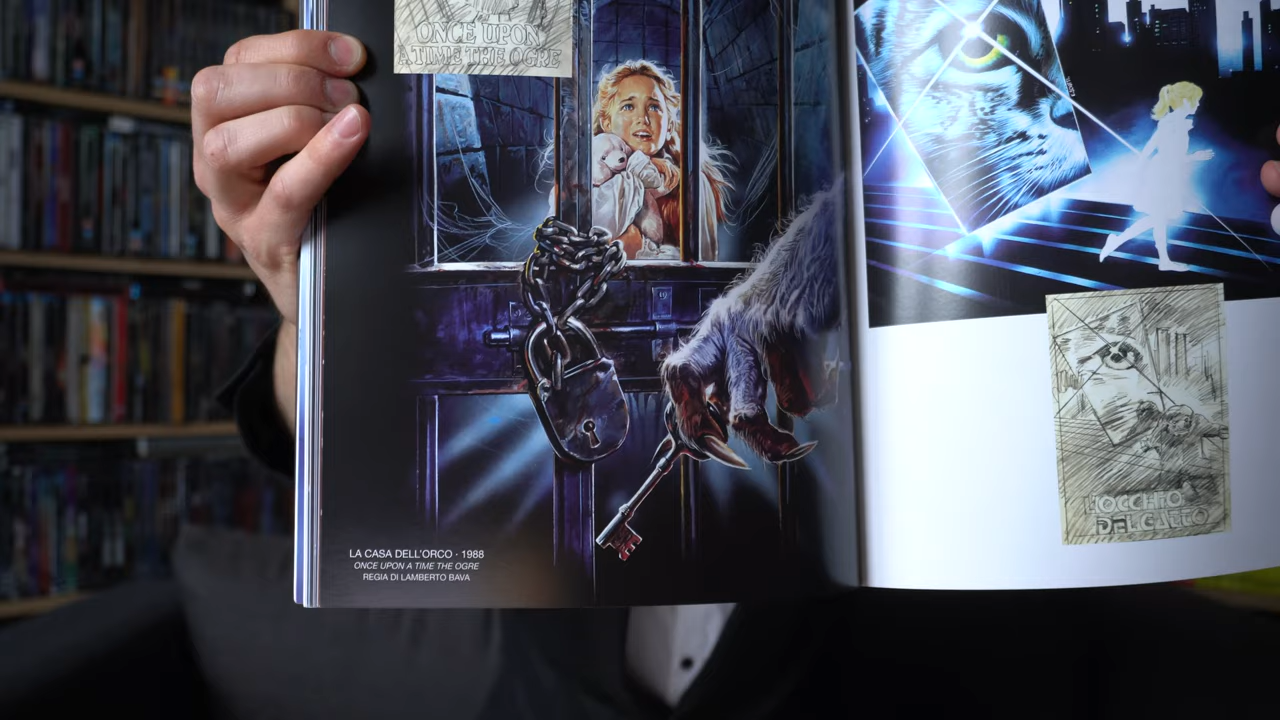 ONCE UPON
A TIME THE OGRE
LA CASA DELL'ORCO · 1988
ONCE UPON A TIME THE OGRE
REGIA DI LAMBERTO BAVA
L'OCCHIO
DEL GATTO